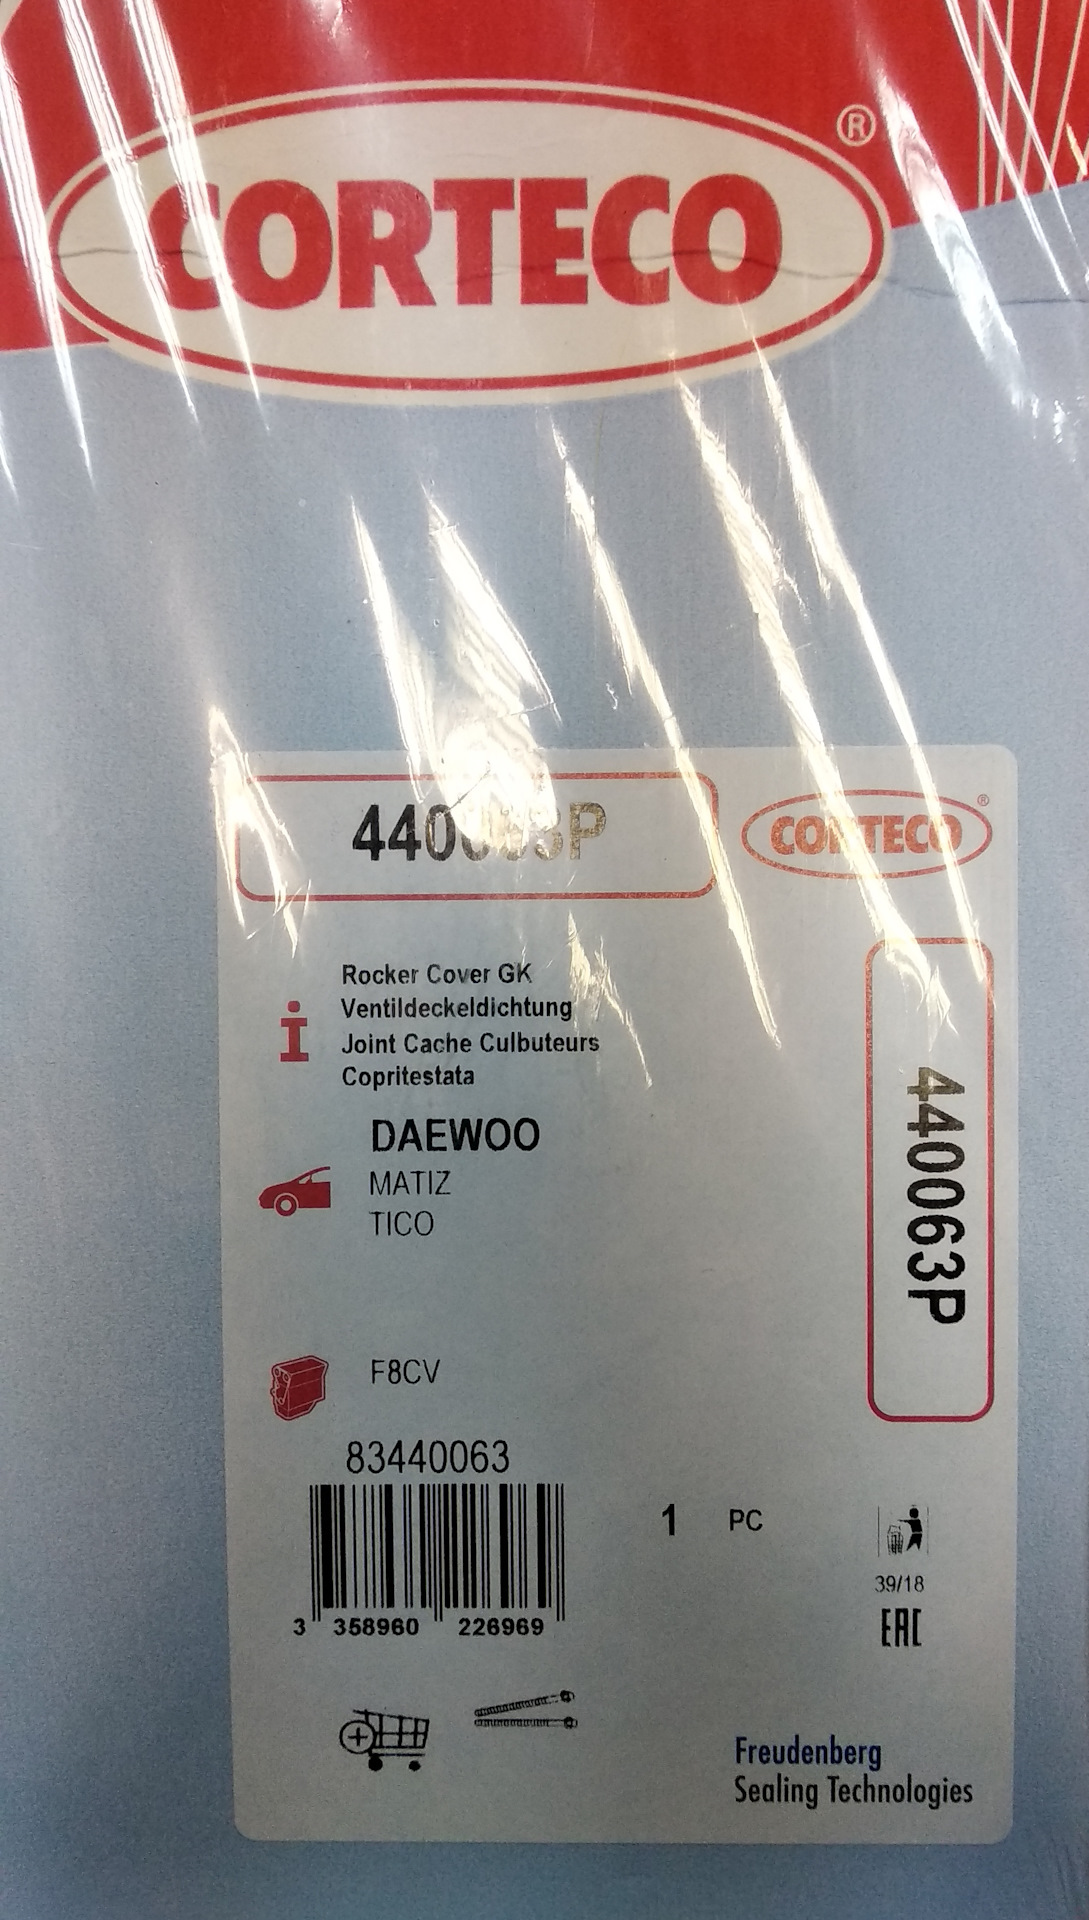 CORTECO®
440063P
CORTECO®
Rocker Cover GK
Ventildeckeldichtung
Joint Cache Culbuteurs
Copritestata
440063P
DAEWOO
MATIZ
TICO
F8CV
83440063
1 PC
39/18
EAC
3 358960 226969
Freudenberg
Sealing Technologies